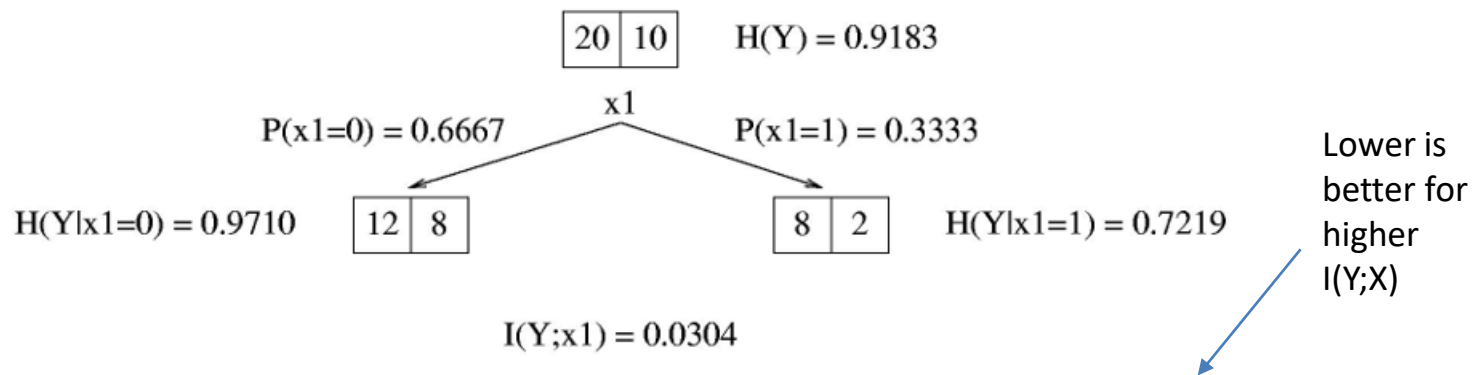 20 10 H(Y) = 0.9183
x1
P(x1=0) = 0.6667 P(x1=1) = 0.3333
H(Y|x1=0) = 0.9710 12 8 8 2 H(Y|x1=1) = 0.7219
I(Y;x1) = 0.0304
Lower is
better for
higher
I(Y;X)